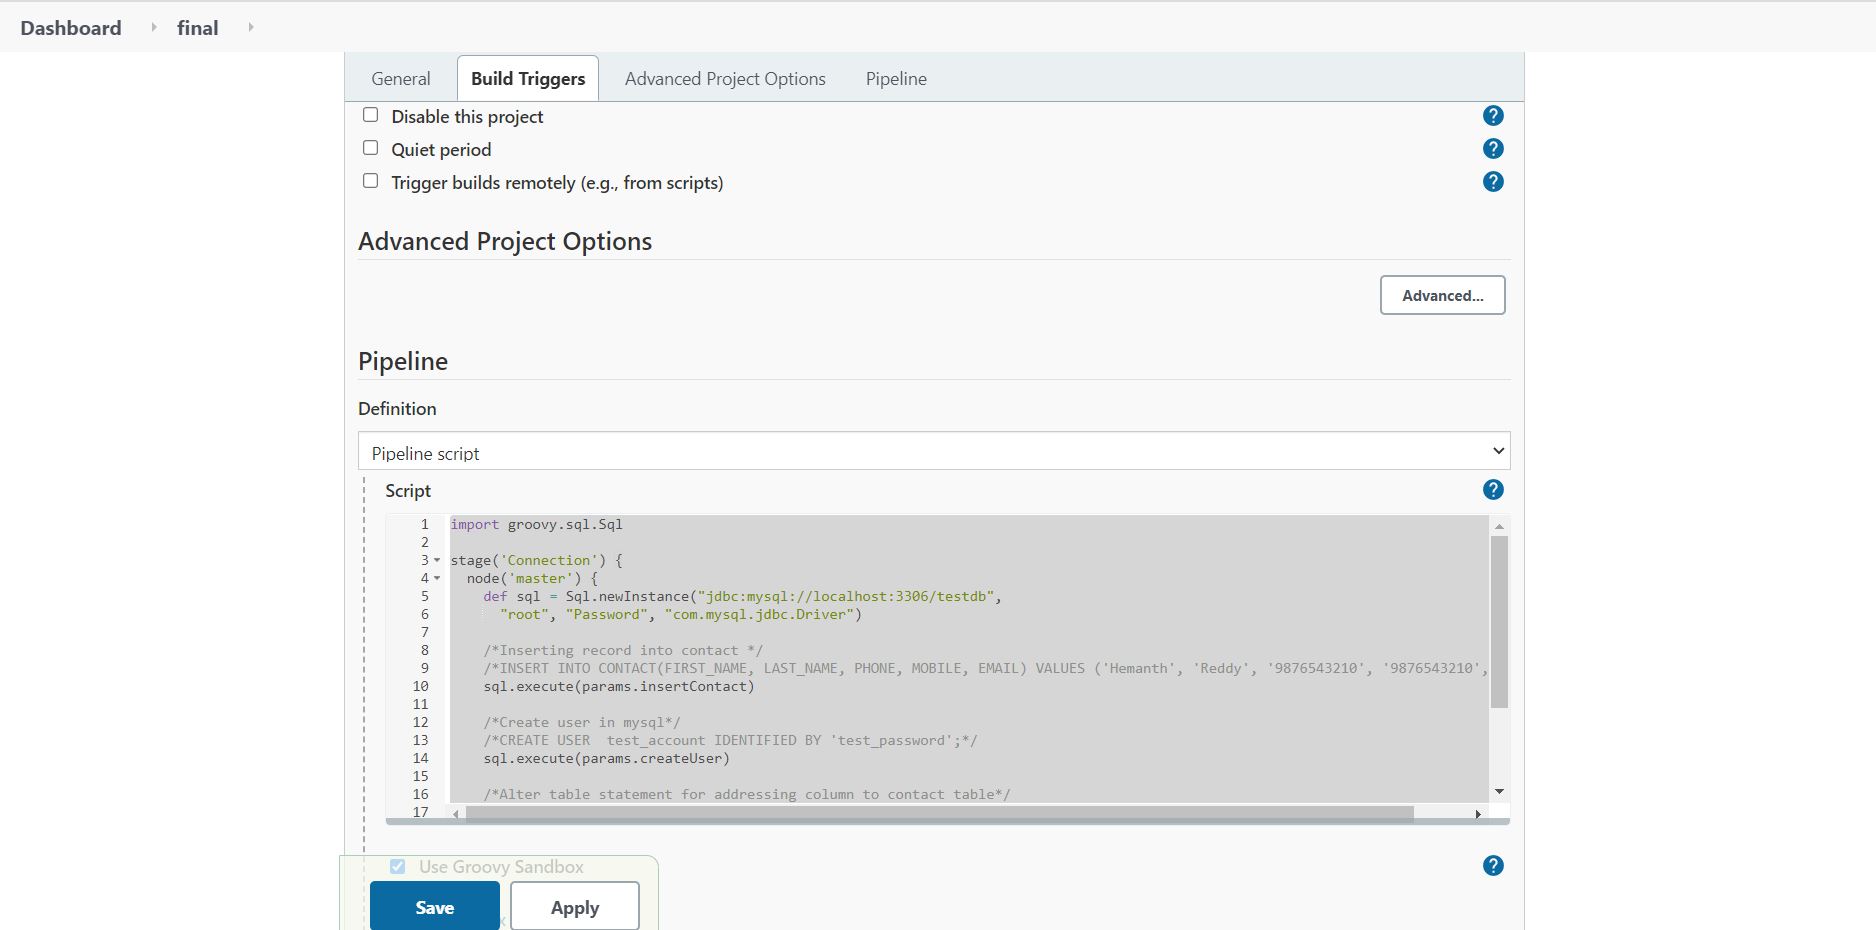 Dashboard final
General Build Triggers Advanced Project Options Pipeline
Disable this project ?
Quiet period ?
Trigger builds remotely (e.g., from scripts) ?
Advanced Project Options
Advanced...
Pipeline
Definition
Pipeline script
Script ?
1 import groovy.sql.Sql
2
3 stage('Connection') {
4 node('master') {
5 def sql = Sql.newInstance("jdbc:mysql://localhost:3306/testdb",
6 "root", "Password", "com.mysql.jdbc.Driver")
7
8 /*Inserting record into contact */
9 /*INSERT INTO CONTACT(FIRST_NAME, LAST_NAME, PHONE, MOBILE, EMAIL) VALUES ('Hemanth', 'Reddy', '9876543210', '9876543210',
10 sql.execute(params.insertContact)
11
12 /*Create user in mysql*/
13 /*CREATE USER  test_account IDENTIFIED BY 'test_password';*/
14 sql.execute(params.createUser)
15
16 /*Alter table statement for addressing column to contact table*/
17
Use Groovy Sandbox ?
Save Apply